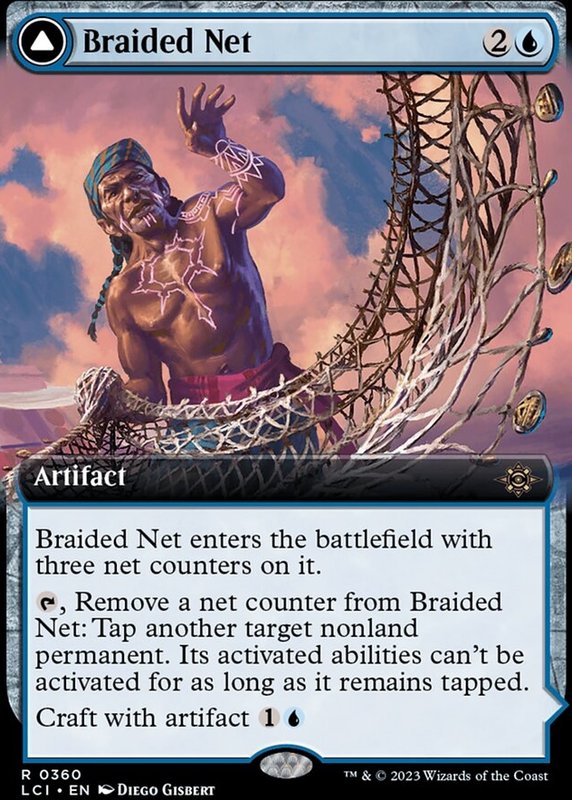 Braided Net 2
Artifact
Braided Net enters the battlefield with
three net counters on it.
, Remove a net counter from Braided
Net: Tap another target nonland
permanent. Its activated abilities can't be
activated for as long as it remains tapped.
Craft with artifact 1
R 0360
LCI • EN Diego Gisbert
™ & © 2023 Wizards of the Coast